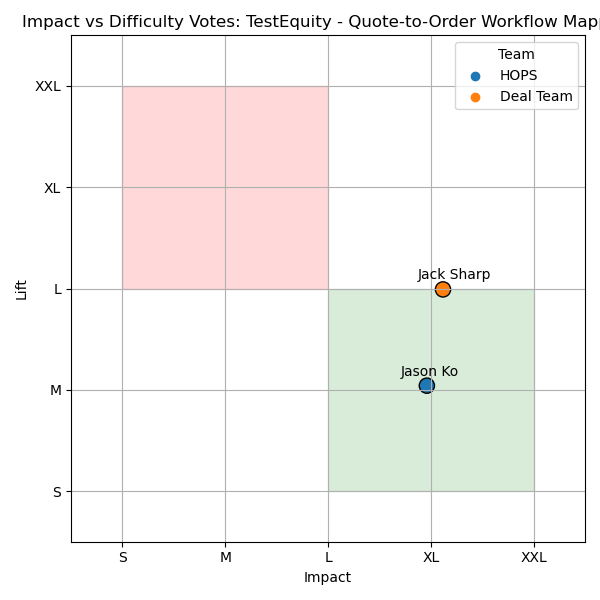 Impact vs Difficulty Votes: TestEquity - Quote-to-Order Workflow Mapp
Team
HOPS
Deal Team
XXL
XL
L
M
S
Lift
Jack Sharp
Jason Ko
S
M
L
XL
XXL
Impact